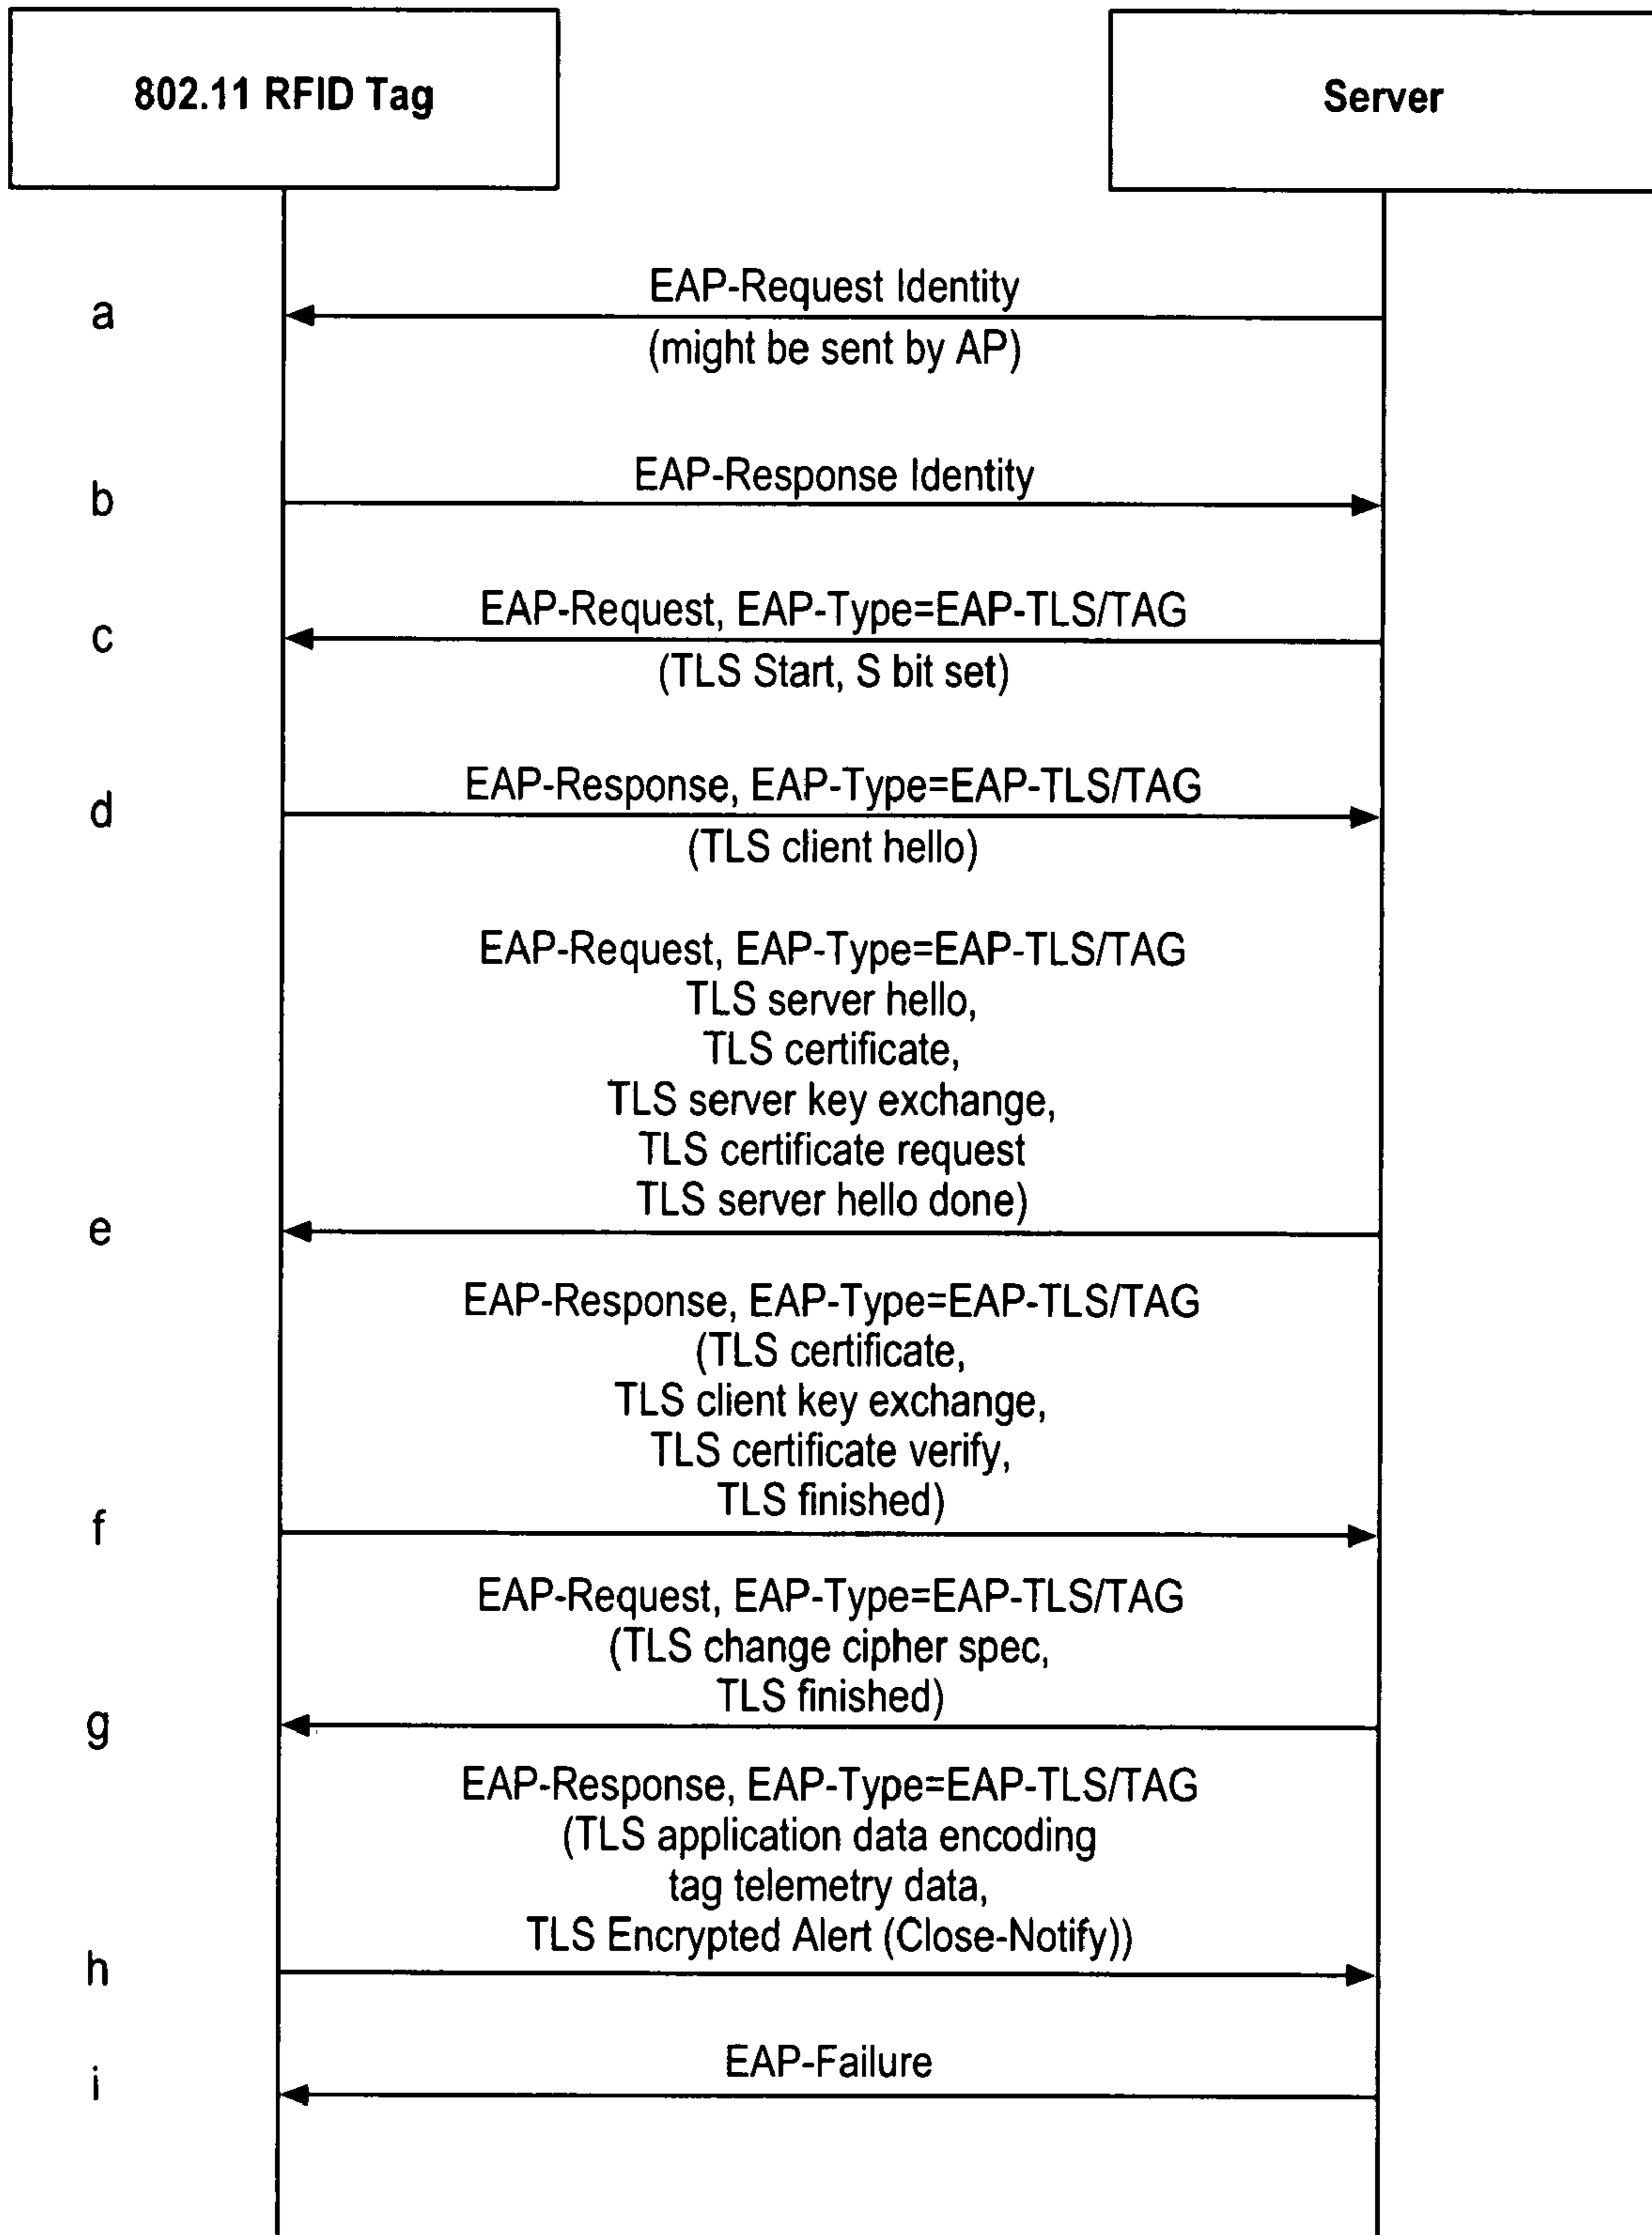 802.11 RFID Tag
Server
a
EAP-Request Identity
(might be sent by AP)
b
EAP-Response Identity
c
EAP-Request, EAP-Type=EAP-TLS/TAG
(TLS Start, S bit set)
d
EAP-Response, EAP-Type=EAP-TLS/TAG
(TLS client hello)
EAP-Request, EAP-Type=EAP-TLS/TAG
TLS server hello,
TLS certificate,
TLS server key exchange,
TLS certificate request
TLS server hello done)
e
EAP-Response, EAP-Type=EAP-TLS/TAG
(TLS certificate,
TLS client key exchange,
TLS certificate verify,
TLS finished)
f
EAP-Request, EAP-Type=EAP-TLS/TAG
(TLS change cipher spec,
TLS finished)
g
EAP-Response, EAP-Type=EAP-TLS/TAG
(TLS application data encoding
tag telemetry data,
TLS Encrypted Alert (Close-Notify))
h
EAP-Failure
i